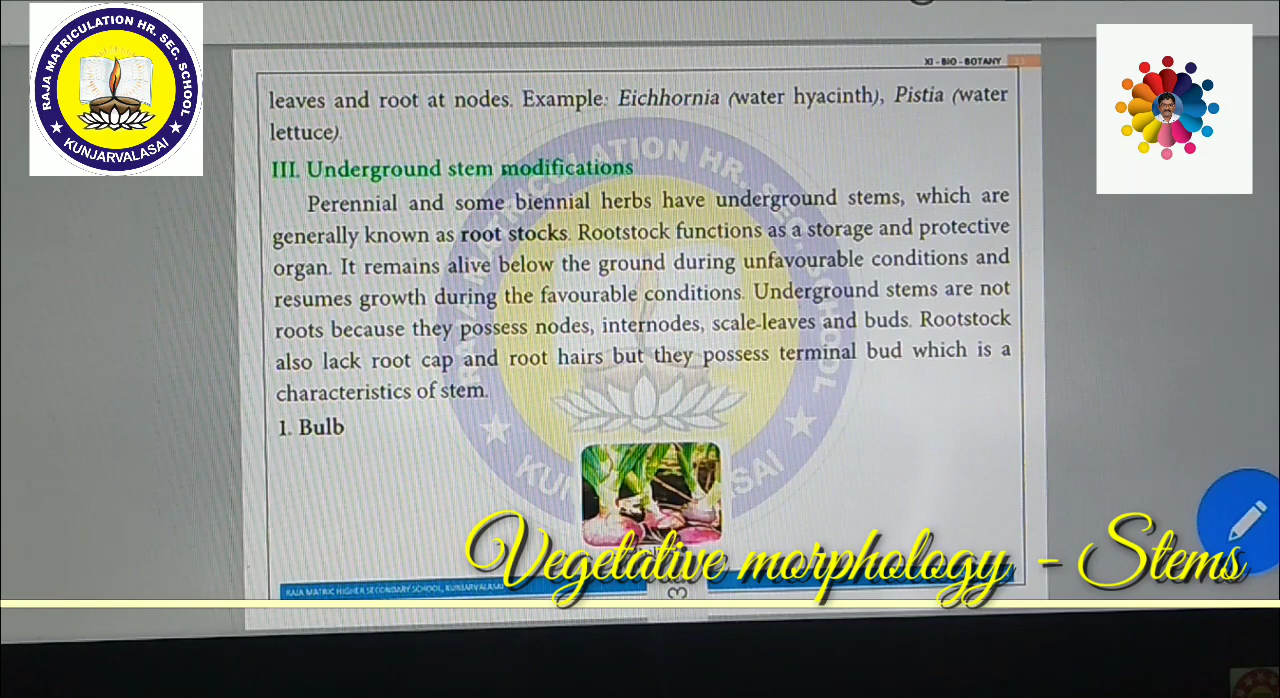 RAJA MATRICULATION HR. SEC. SCHOOL,
★ KUNJARVALASAI ★
XI - BIO - BOTANY
leaves and root at nodes. Example: Eichhornia (water hyacinth), Pistia (water
lettuce).
III. Underground stem modifications
Perennial and some biennial herbs have underground stems, which are
generally known as root stocks. Rootstock functions as a storage and protective
organ. It remains alive below the ground during unfavourable conditions and
resumes growth during the favourable conditions. Underground stems are not
roots because they possess nodes, internodes, scale-leaves and buds. Rootstock
also lack root cap and root hairs but they possess terminal bud which is a
characteristics of stem.
1. Bulb
Vegetative morphology - Stems
RAJA MATRIC HIGHER SECONDARY SCHOOL, KUNJARVALASAI